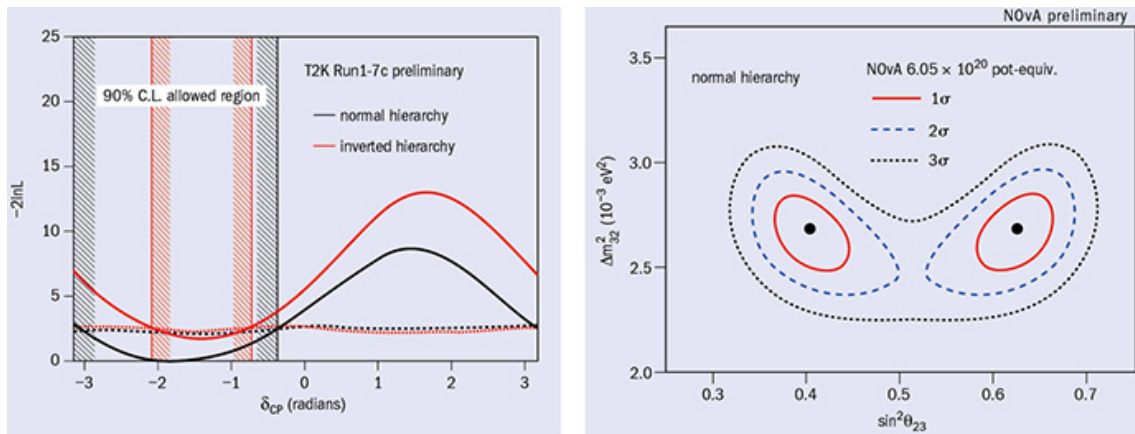 25
20
15
10
5
0
−2lnL
90% C.L. allowed region
T2K Run1-7c preliminary
normal hierarchy
inverted hierarchy
−3 −2 −1 0 1 2 3
δCP (radians)
NOνA preliminary
normal hierarchy
NOνA 6.05 × 10²⁰ pot-equiv.
1σ
2σ
3σ
3.5
3.0
2.5
2.0
Δm²₃₂ (10⁻³ eV²)
0.3 0.4 0.5 0.6 0.7
sin²θ₂₃